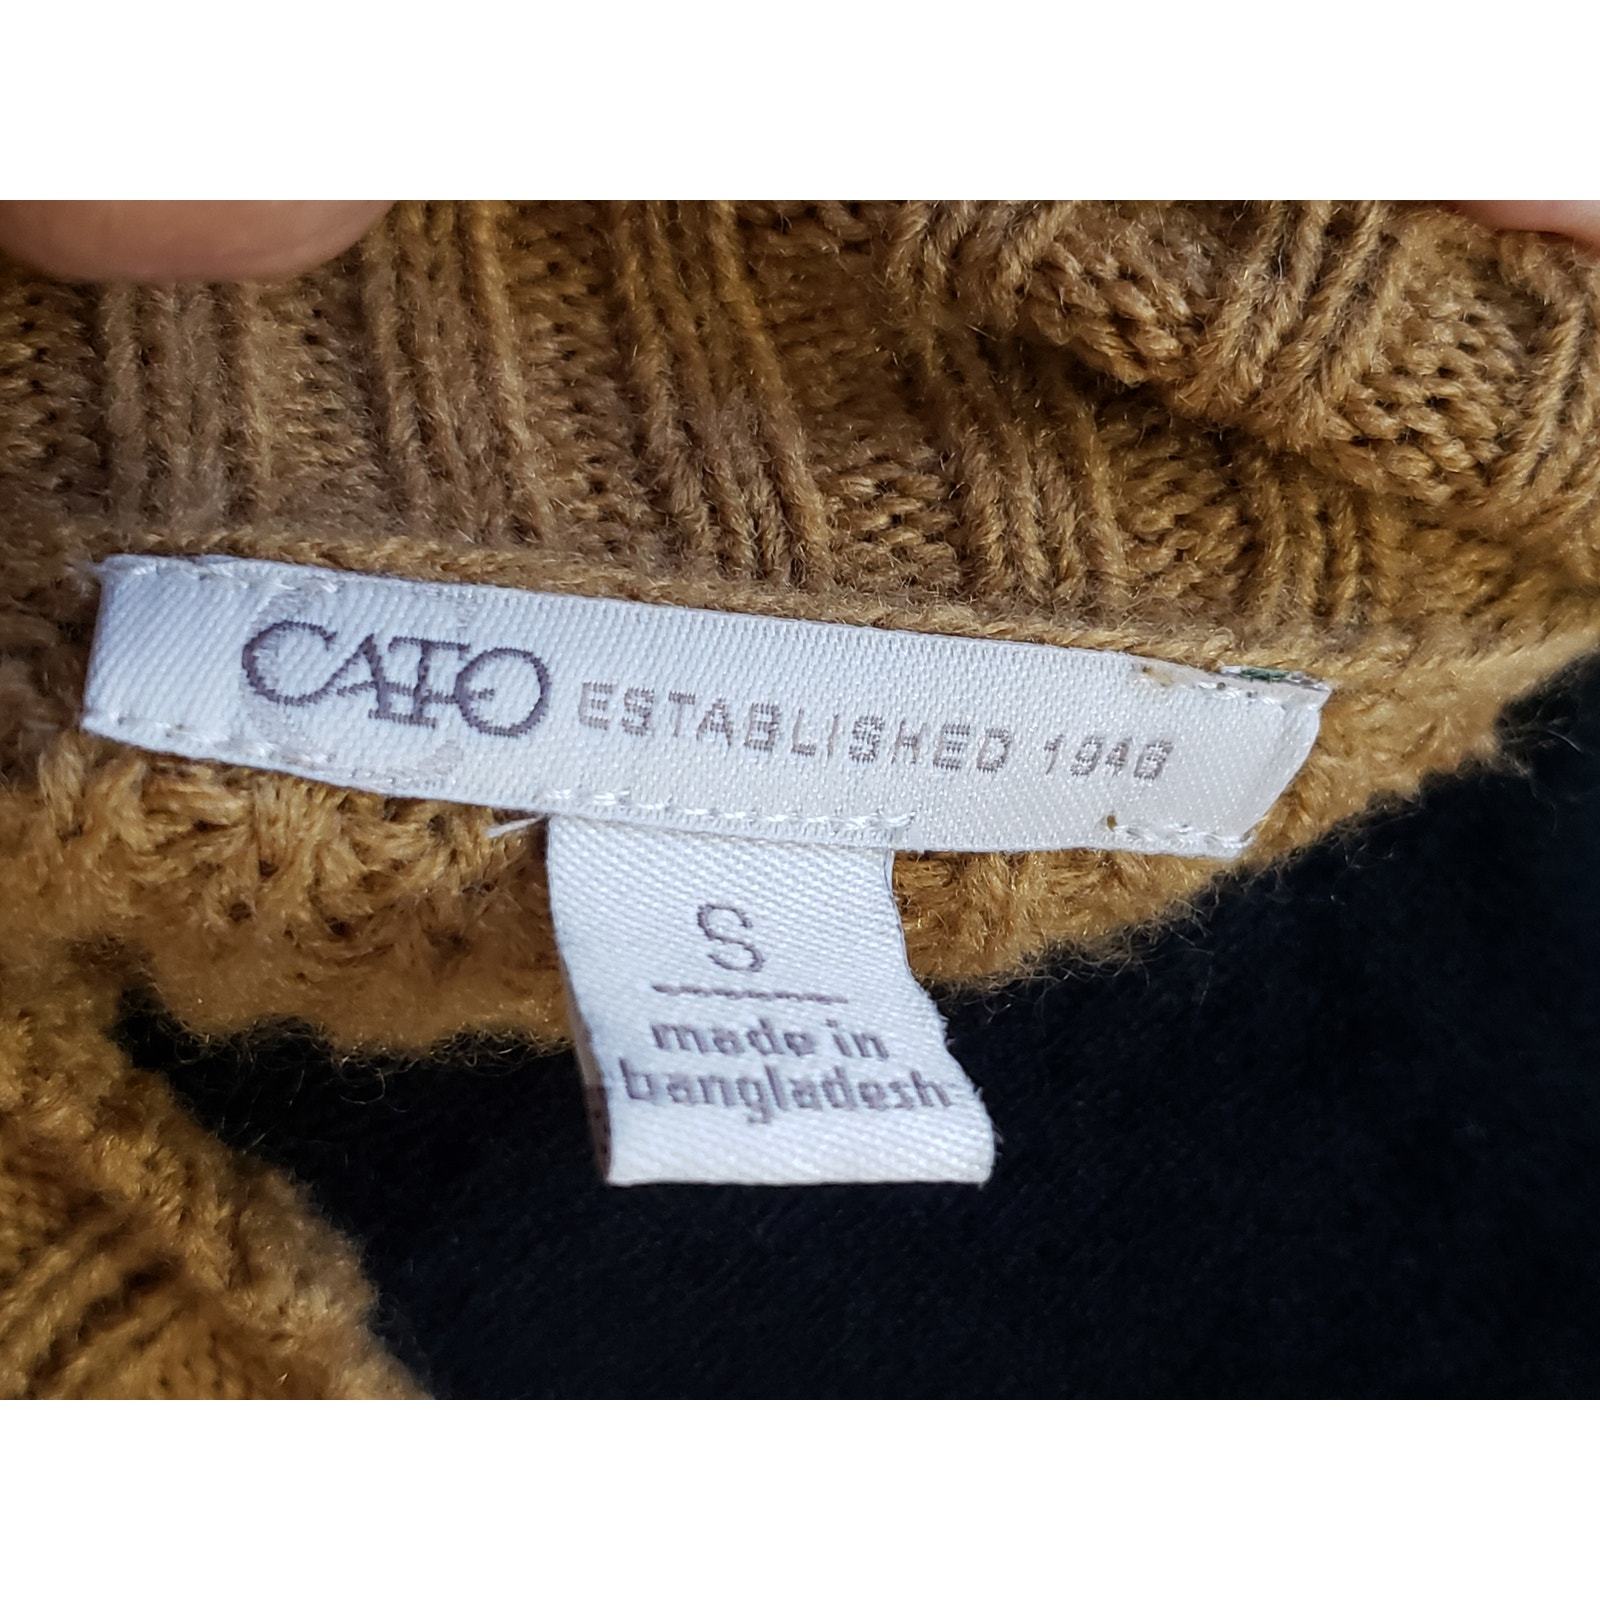 CATO ESTABLISHED 1946
S
made in
bangladesh